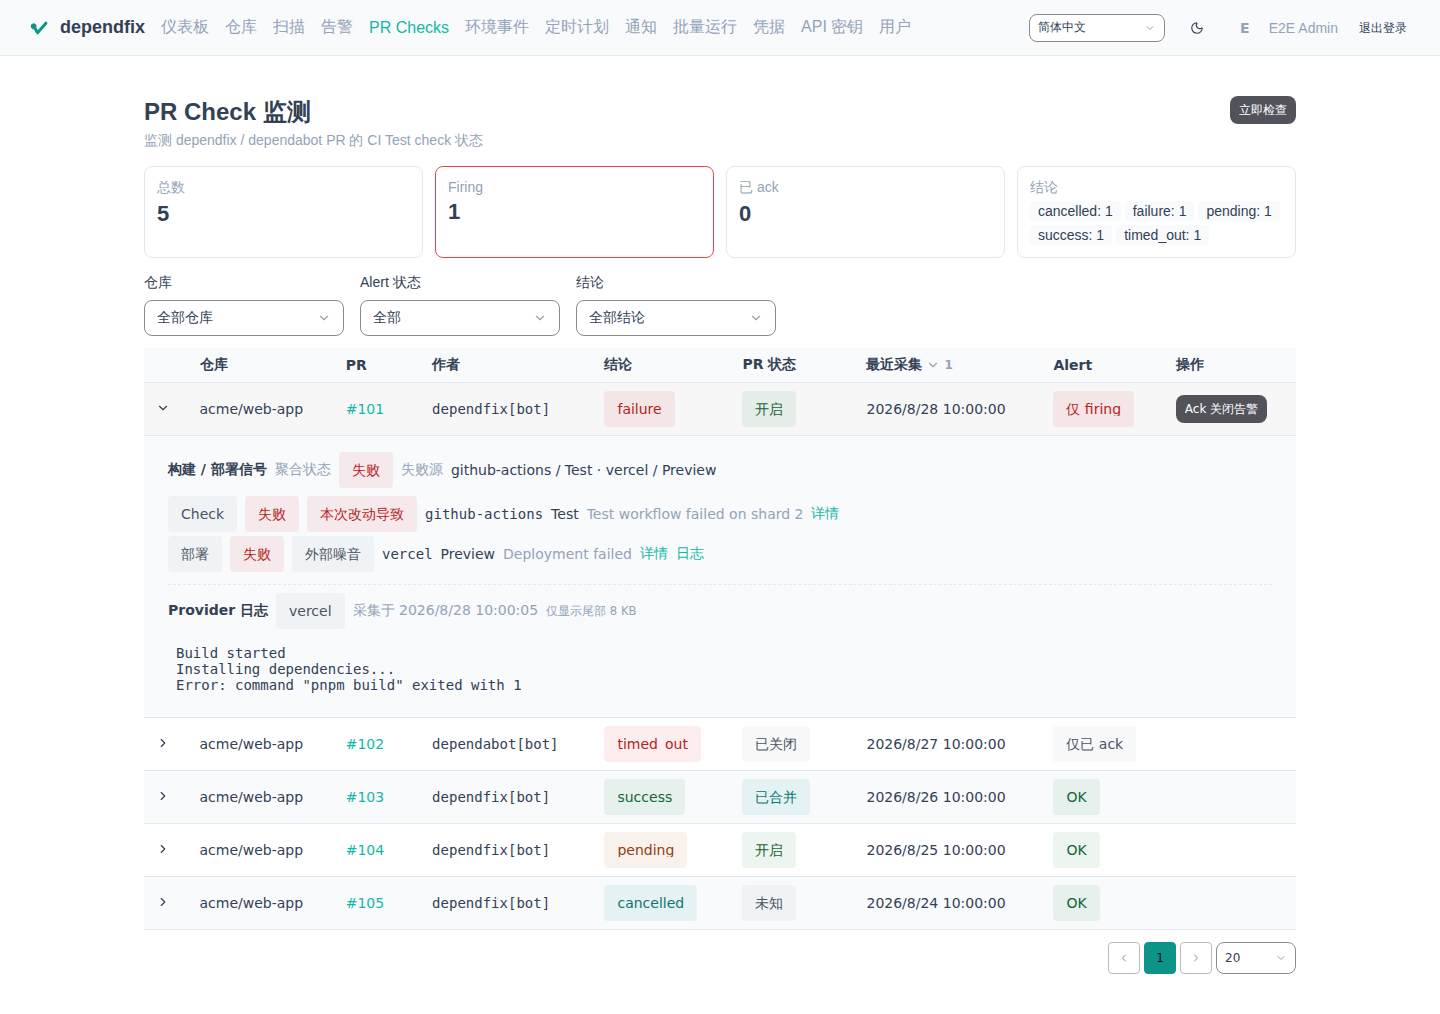 dependfix 仪表板 仓库 扫描 告警 PR Checks 环境事件 定时计划 通知 批量运行 凭据 API 密钥 用户 简体中文 E E2E Admin 退出登录
PR Check 监测 立即检查
监测 dependfix / dependabot PR 的 CI Test check 状态
总数 Firing 已 ack 结论
5 1 0 cancelled: 1 failure: 1 pending: 1
success: 1 timed_out: 1
仓库 Alert 状态 结论
全部仓库 全部 全部结论
仓库 PR 作者 结论 PR 状态 最近采集 1 Alert 操作
acme/web-app #101 dependfix[bot] failure 开启 2026/8/28 10:00:00 仅 firing Ack 关闭告警
构建 / 部署信号 聚合状态 失败 失败源 github-actions / Test · vercel / Preview
Check 失败 本次改动导致 github-actions Test Test workflow failed on shard 2 详情
部署 失败 外部噪音 vercel Preview Deployment failed 详情 日志
Provider 日志 vercel 采集于 2026/8/28 10:00:05 仅显示尾部 8 KB
Build started
Installing dependencies...
Error: command "pnpm build" exited with 1
acme/web-app #102 dependabot[bot] timed_out 已关闭 2026/8/27 10:00:00 仅已 ack
acme/web-app #103 dependfix[bot] success 已合并 2026/8/26 10:00:00 OK
acme/web-app #104 dependfix[bot] pending 开启 2026/8/25 10:00:00 OK
acme/web-app #105 dependfix[bot] cancelled 未知 2026/8/24 10:00:00 OK
1 20